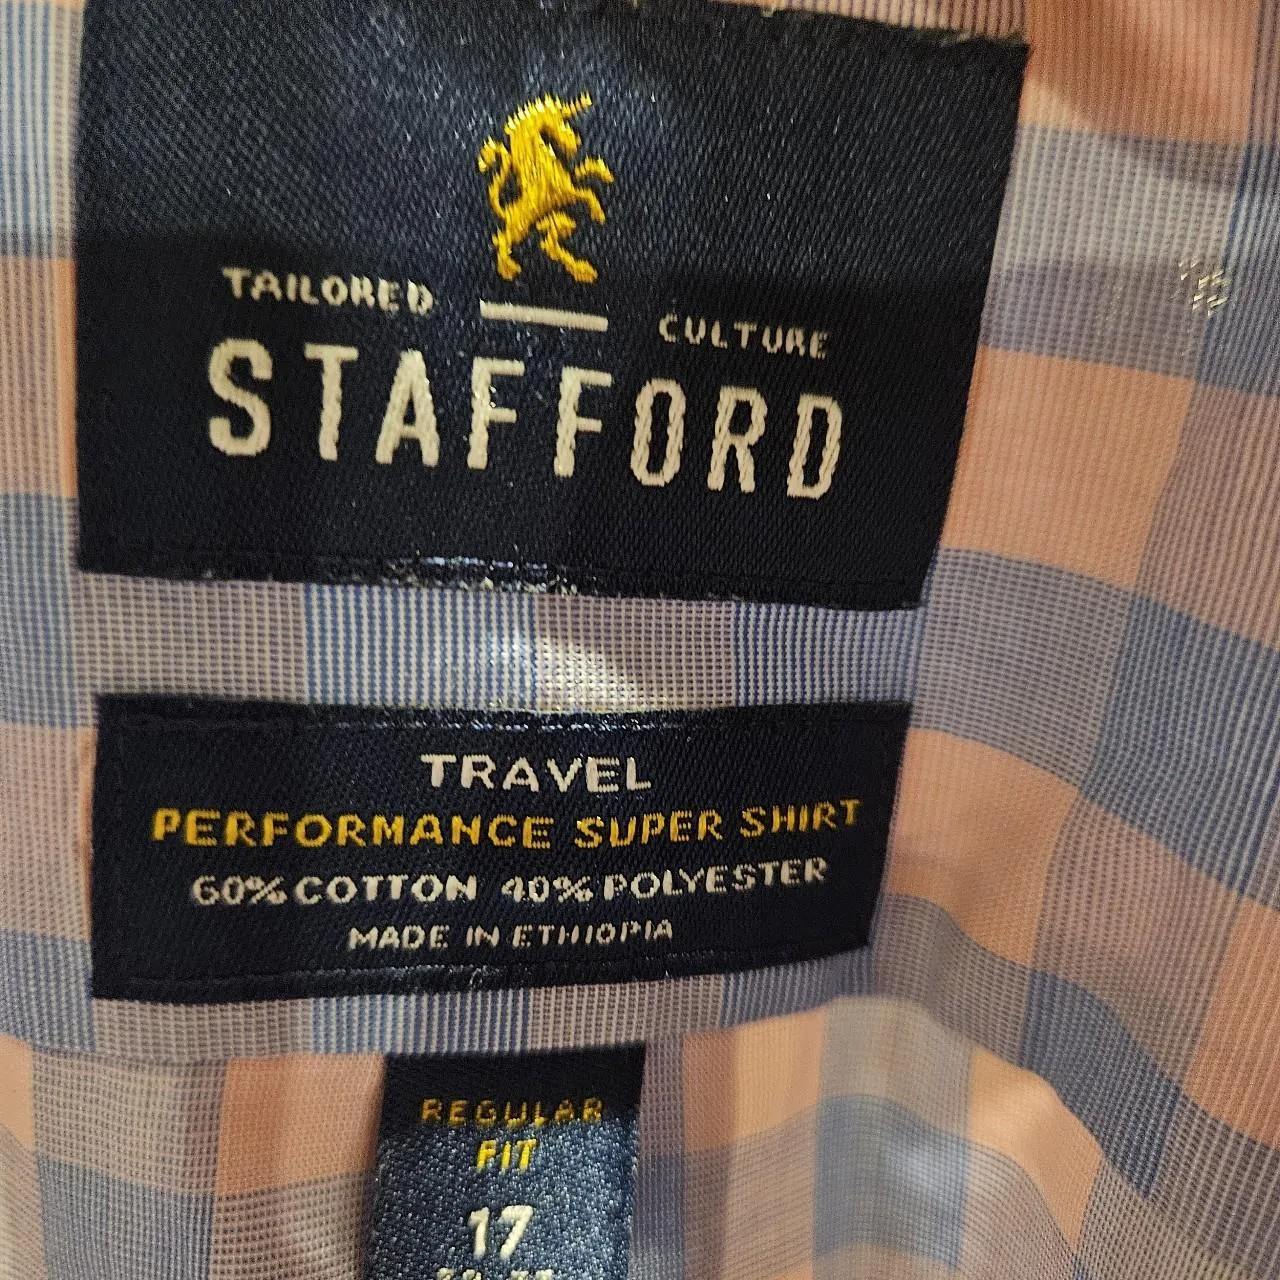 TAILORED CULTURE
STAFFORD
TRAVEL
PERFORMANCE SUPER SHIRT
60% COTTON 40% POLYESTER
MADE IN ETHIOPIA
REGULAR
FIT
17